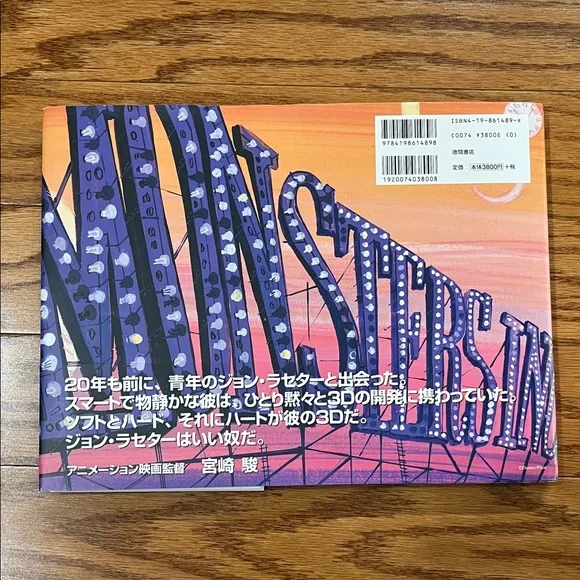 ISBN4-19-861489-X
C0074 ¥3800E (0)
徳間書店
定価：本体3800円+税
9784198614898
1920074038008
MONSTERS IN
20年も前に、青年のジョン・ラセターと出会った。
スマートで物静かな彼は、ひとり黙々と3Dの開発に携わっていた。
ソフトとハード、それにハートが彼の3Dだ。
ジョン・ラセターはいい奴だ。
アニメーション映画監督 宮崎 駿
©Disney/Pixar